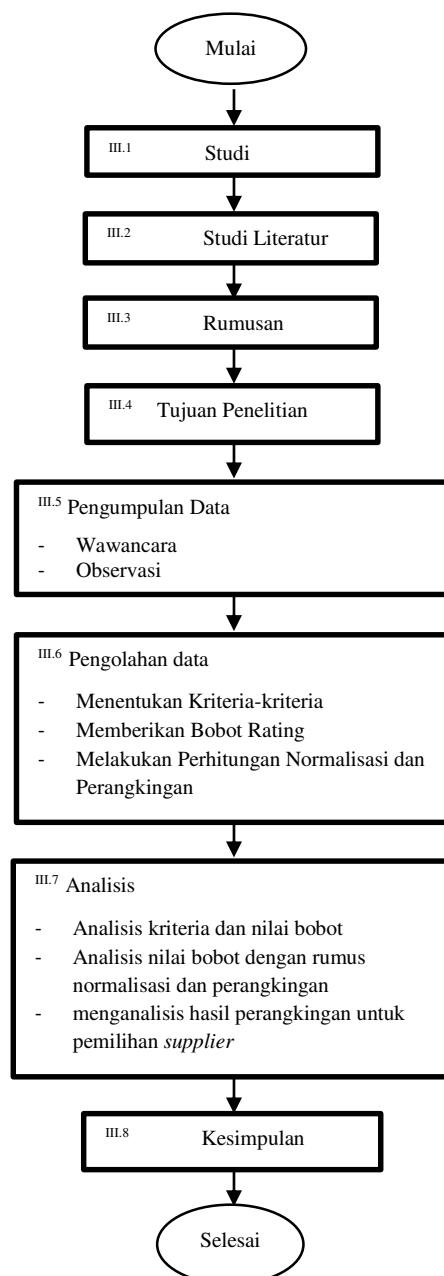 Mulai
III.1 Studi
III.2 Studi Literatur
III.3 Rumusan
III.4 Tujuan Penelitian
III.5 Pengumpulan Data
- Wawancara
- Observasi
III.6 Pengolahan data
- Menentukan Kriteria-kriteria
- Memberikan Bobot Rating
- Melakukan Perhitungan Normalisasi dan
Perangkingan
III.7 Analisis
- Analisis kriteria dan nilai bobot
- Analisis nilai bobot dengan rumus
normalisasi dan perangkingan
- menganalisis hasil perangkingan untuk
pemilihan supplier
III.8 Kesimpulan
Selesai